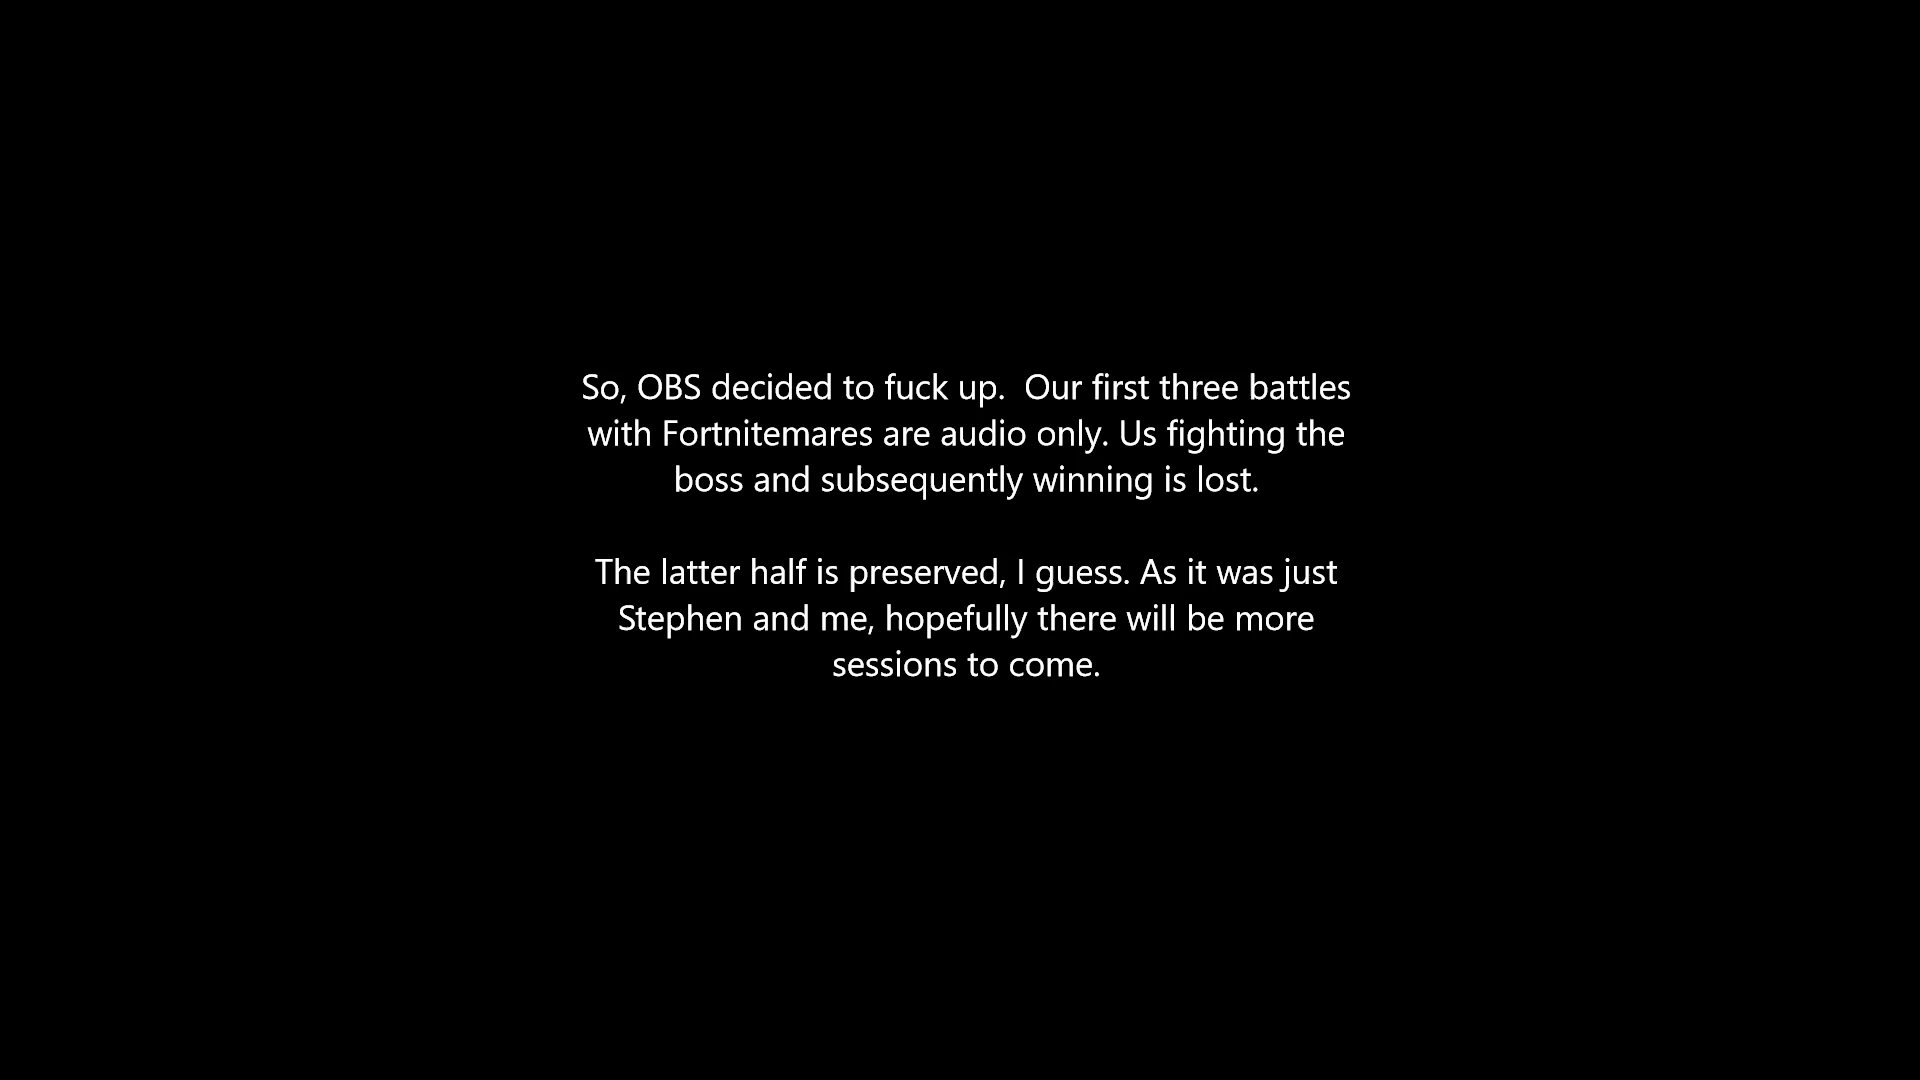 So, OBS decided to fuck up.  Our first three battles
with Fortnitemares are audio only. Us fighting the
boss and subsequently winning is lost.
The latter half is preserved, I guess. As it was just
Stephen and me, hopefully there will be more
sessions to come.